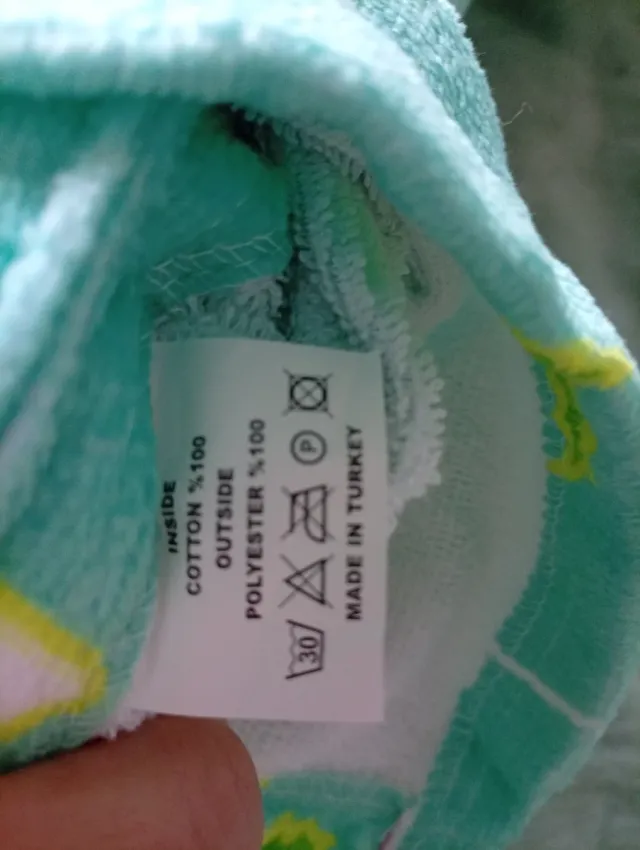 INSIDE
COTTON %100
OUTSIDE
POLYESTER %100
30 P
MADE IN TURKEY